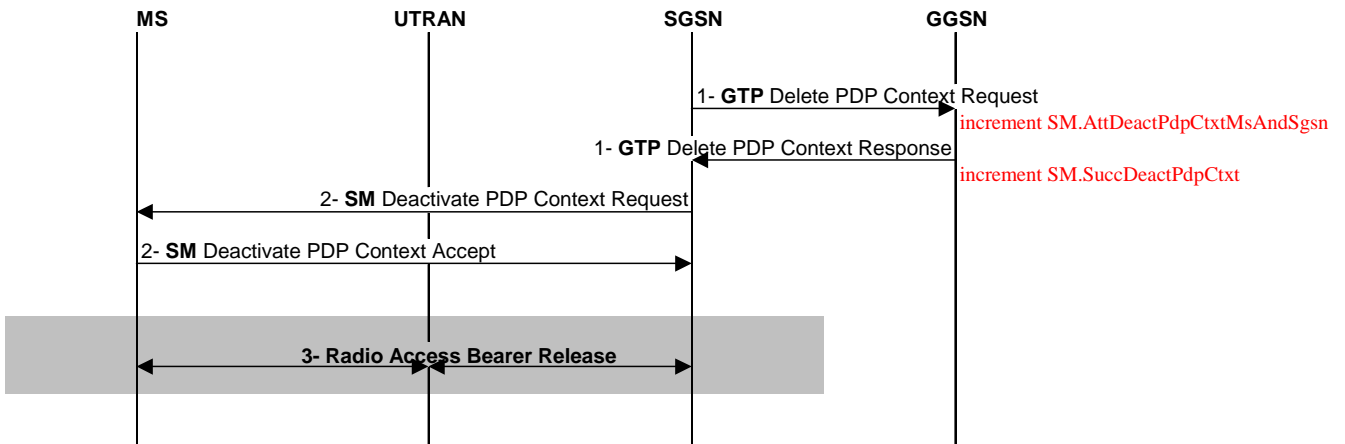 MS UTRAN SGSN GGSN
1- GTP Delete PDP Context Request
increment SM.AttDeactPdpCtxtMsAndSgsn
1- GTP Delete PDP Context Response
increment SM.SuccDeactPdpCtxt
2- SM Deactivate PDP Context Request
2- SM Deactivate PDP Context Accept
3- Radio Access Bearer Release